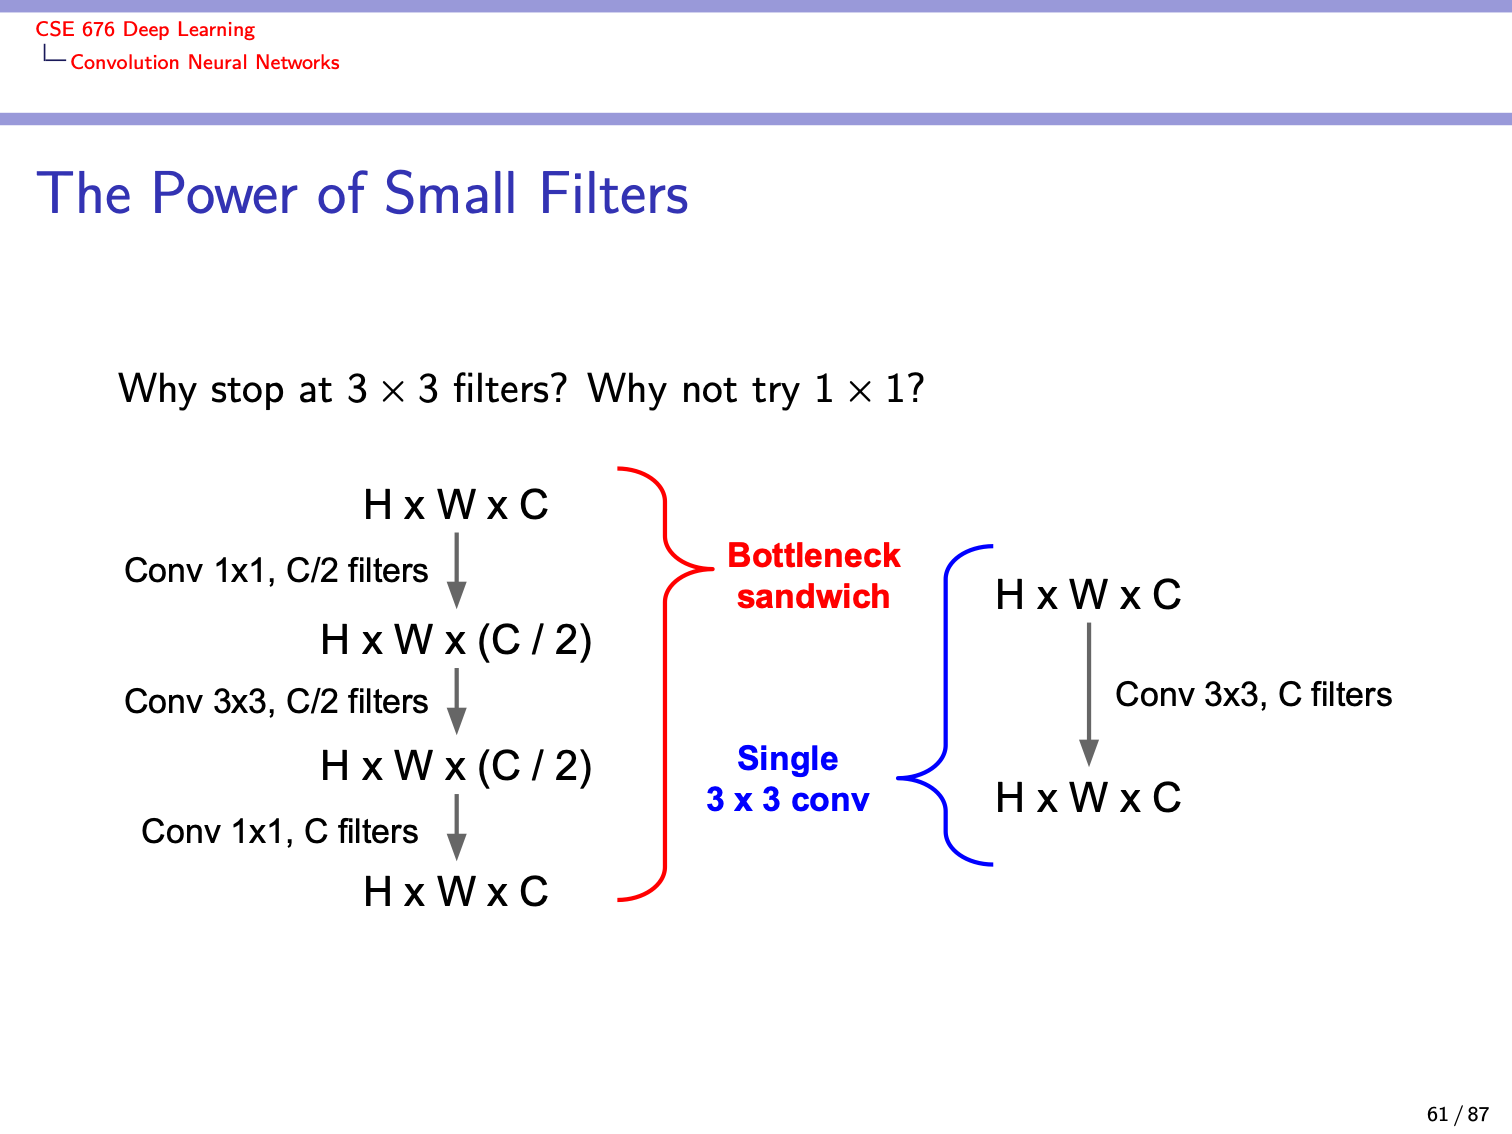 CSE 676 Deep Learning
Convolution Neural Networks
The Power of Small Filters
Why stop at 3 × 3 filters? Why not try 1 × 1?
H x W x C
Conv 1x1, C/2 filters
H x W x (C / 2)
Conv 3x3, C/2 filters
H x W x (C / 2)
Conv 1x1, C filters
H x W x C
Bottleneck
sandwich
Single
3 x 3 conv
H x W x C
Conv 3x3, C filters
H x W x C
61 / 87